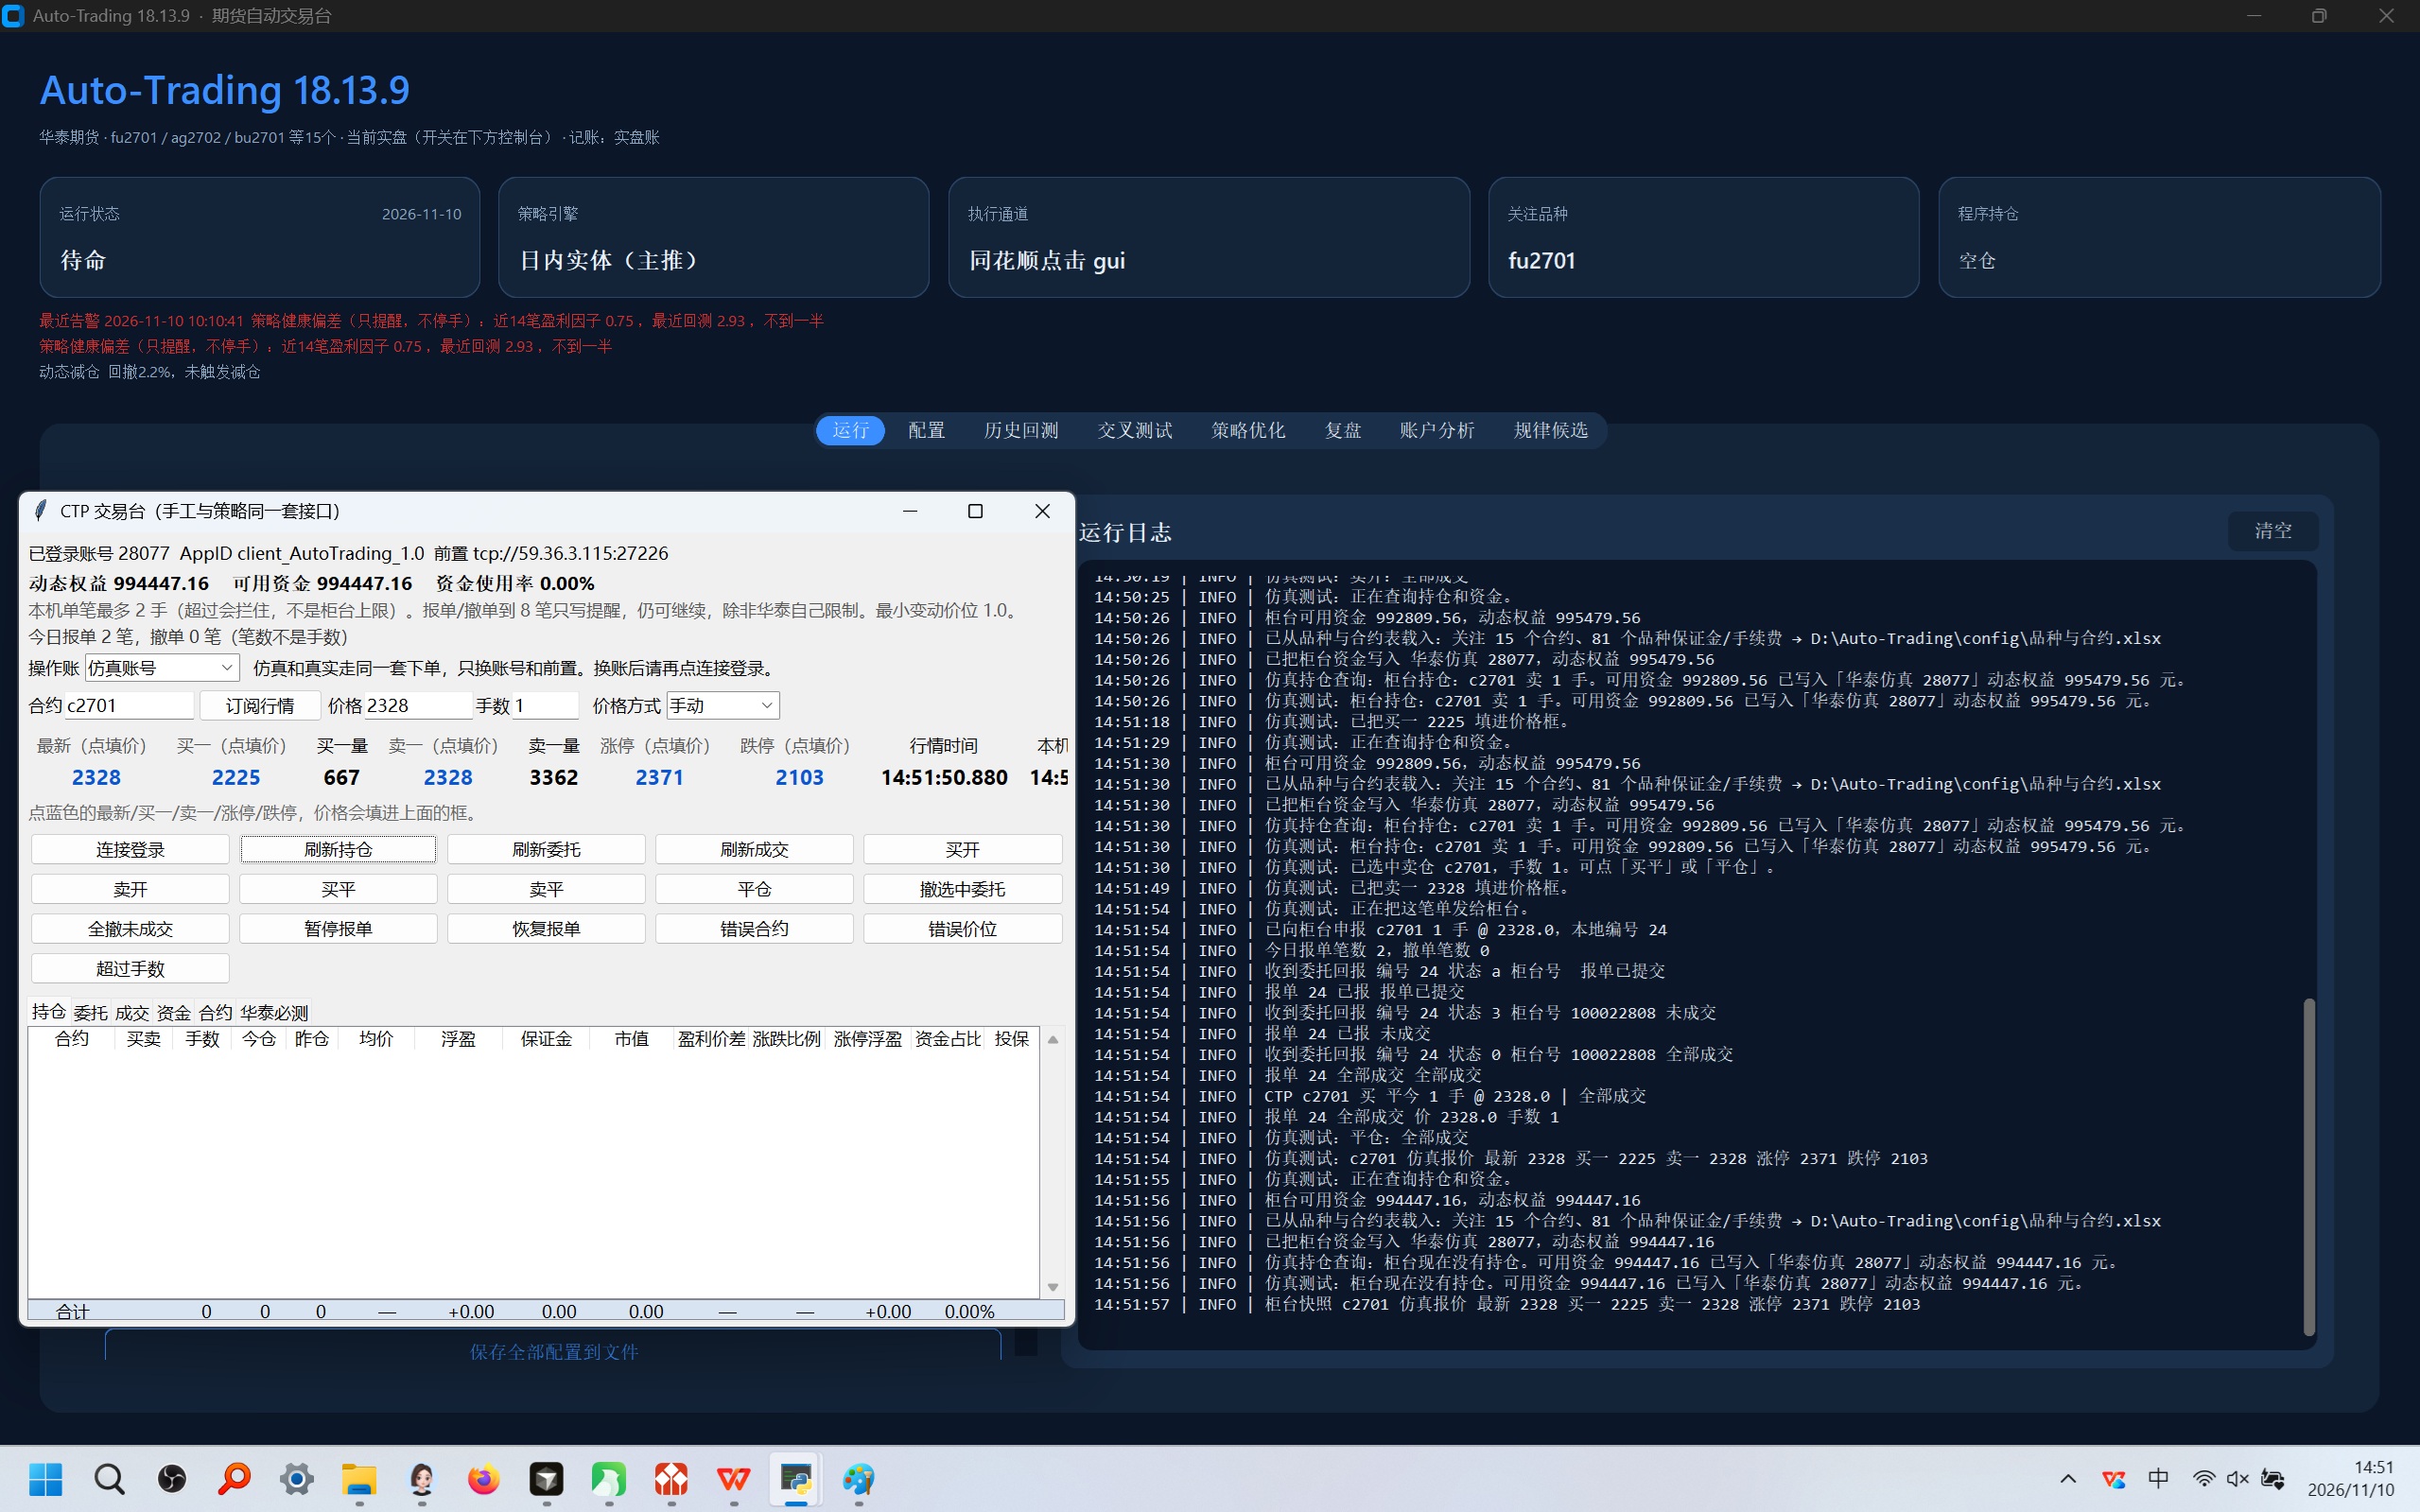 Auto-Trading 18.13.9 · 期货自动交易台
Auto-Trading 18.13.9
华泰期货 · fu2701 / ag2702 / bu2701 等15个 · 当前实盘（开关在下方控制台） · 记账：实盘账
运行状态 2026-11-10
待命
策略引擎
日内实体（主推）
执行通道
同花顺点击 gui
关注品种
fu2701
程序持仓
空仓
最近告警 2026-11-10 10:10:41 策略健康偏差（只提醒，不停手）：近14笔盈利因子 0.75 ，最近回测 2.93 ，不到一半
策略健康偏差（只提醒，不停手）：近14笔盈利因子 0.75 ，最近回测 2.93 ，不到一半
动态减仓 回撤2.2%，未触发减仓
运行 配置 历史回测 交叉测试 策略优化 复盘 账户分析 规律候选
CTP 交易台（手工与策略同一套接口）
已登录账号 28077 AppID client_AutoTrading_1.0 前置 tcp://59.36.3.115:27226
动态权益 994447.16 可用资金 994447.16 资金使用率 0.00%
本机单笔最多 2 手（超过会拦住，不是柜台上限）。报单/撤单到 8 笔只写提醒，仍可继续，除非华泰自己限制。最小变动价位 1.0。
今日报单 2 笔，撤单 0 笔（笔数不是手数）
操作账 仿真账号 仿真和真实走同一套下单，只换账号和前置。换账后请再点连接登录。
合约 c2701 订阅行情 价格 2328 手数 1 价格方式 手动
最新（点填价） 买一（点填价） 买一量 卖一（点填价） 卖一量 涨停（点填价） 跌停（点填价） 行情时间 本机
2328 2225 667 2328 3362 2371 2103 14:51:50.880 14:5
点蓝色的最新/买一/卖一/涨停/跌停，价格会填进上面的框。
连接登录 刷新持仓 刷新委托 刷新成交 买开
卖开 买平 卖平 平仓 撤选中委托
全撤未成交 暂停报单 恢复报单 错误合约 错误价位
超过手数
持仓 委托 成交 资金 合约 华泰必测
合约 买卖 手数 今仓 昨仓 均价 浮盈 保证金 市值 盈利价差 涨跌比例 涨停浮盈 资金占比 投保
合计 0 0 0 — +0.00 0.00 0.00 — — +0.00 0.00%
保存全部配置到文件
运行日志
清空
14:50:19 | INFO | 仿真测试：卖开：全部成交
14:50:25 | INFO | 仿真测试：正在查询持仓和资金。
14:50:26 | INFO | 柜台可用资金 992809.56，动态权益 995479.56
14:50:26 | INFO | 已从品种与合约表载入：关注 15 个合约、81 个品种保证金/手续费 → D:\Auto-Trading\config\品种与合约.xlsx
14:50:26 | INFO | 已把柜台资金写入 华泰仿真 28077，动态权益 995479.56
14:50:26 | INFO | 仿真持仓查询：柜台持仓：c2701 卖 1 手。可用资金 992809.56 已写入「华泰仿真 28077」动态权益 995479.56 元。
14:50:26 | INFO | 仿真测试：柜台持仓：c2701 卖 1 手。可用资金 992809.56 已写入「华泰仿真 28077」动态权益 995479.56 元。
14:51:18 | INFO | 仿真测试：已把买一 2225 填进价格框。
14:51:29 | INFO | 仿真测试：正在查询持仓和资金。
14:51:30 | INFO | 柜台可用资金 992809.56，动态权益 995479.56
14:51:30 | INFO | 已从品种与合约表载入：关注 15 个合约、81 个品种保证金/手续费 → D:\Auto-Trading\config\品种与合约.xlsx
14:51:30 | INFO | 已把柜台资金写入 华泰仿真 28077，动态权益 995479.56
14:51:30 | INFO | 仿真持仓查询：柜台持仓：c2701 卖 1 手。可用资金 992809.56 已写入「华泰仿真 28077」动态权益 995479.56 元。
14:51:30 | INFO | 仿真测试：柜台持仓：c2701 卖 1 手。可用资金 992809.56 已写入「华泰仿真 28077」动态权益 995479.56 元。
14:51:30 | INFO | 仿真测试：已选中卖仓 c2701，手数 1。可点「买平」或「平仓」。
14:51:49 | INFO | 仿真测试：已把卖一 2328 填进价格框。
14:51:54 | INFO | 仿真测试：正在把这笔单发给柜台。
14:51:54 | INFO | 已向柜台申报 c2701 1 手 @ 2328.0，本地编号 24
14:51:54 | INFO | 今日报单笔数 2，撤单笔数 0
14:51:54 | INFO | 收到委托回报 编号 24 状态 a 柜台号 报单已提交
14:51:54 | INFO | 报单 24 已报 报单已提交
14:51:54 | INFO | 收到委托回报 编号 24 状态 3 柜台号 100022808 未成交
14:51:54 | INFO | 报单 24 已报 未成交
14:51:54 | INFO | 收到委托回报 编号 24 状态 0 柜台号 100022808 全部成交
14:51:54 | INFO | 报单 24 全部成交 全部成交
14:51:54 | INFO | CTP c2701 买 平今 1 手 @ 2328.0 | 全部成交
14:51:54 | INFO | 报单 24 全部成交 价 2328.0 手数 1
14:51:54 | INFO | 仿真测试：平仓：全部成交
14:51:54 | INFO | 仿真测试：c2701 仿真报价 最新 2328 买一 2225 卖一 2328 涨停 2371 跌停 2103
14:51:55 | INFO | 仿真测试：正在查询持仓和资金。
14:51:56 | INFO | 柜台可用资金 994447.16，动态权益 994447.16
14:51:56 | INFO | 已从品种与合约表载入：关注 15 个合约、81 个品种保证金/手续费 → D:\Auto-Trading\config\品种与合约.xlsx
14:51:56 | INFO | 已把柜台资金写入 华泰仿真 28077，动态权益 994447.16
14:51:56 | INFO | 仿真持仓查询：柜台现在没有持仓。可用资金 994447.16 已写入「华泰仿真 28077」动态权益 994447.16 元。
14:51:56 | INFO | 仿真测试：柜台现在没有持仓。可用资金 994447.16 已写入「华泰仿真 28077」动态权益 994447.16 元。
14:51:57 | INFO | 柜台快照 c2701 仿真报价 最新 2328 买一 2225 卖一 2328 涨停 2371 跌停 2103
中
14:51
2026/11/10